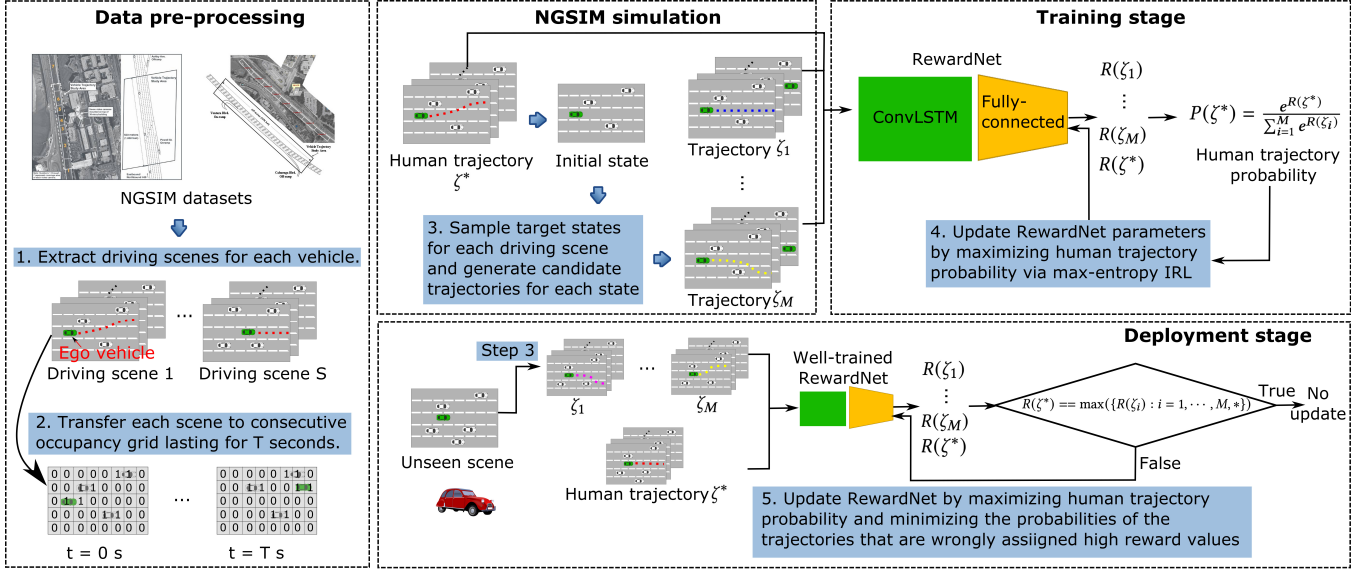 Data pre-processing
NGSIM datasets
1. Extract driving scenes for each vehicle.
...
Ego vehicle
Driving scene 1
Driving scene S
2. Transfer each scene to consecutive
occupancy grid lasting for T seconds.
...
t = 0 s
t = T s
NGSIM simulation
Human trajectory
ζ*
Initial state
Trajectory ζ1
⋮
3. Sample target states
for each driving scene
and generate candidate
trajectories for each state
Trajectory ζM
Training stage
RewardNet
ConvLSTM
Fully-
connected
R(ζ1)
⋮
R(ζM)
R(ζ*)
P(ζ*) = e^R(ζ*) / ∑_{i=1}^M e^R(ζi)
Human trajectory
probability
4. Update RewardNet parameters
by maximizing human trajectory
probability via max-entropy IRL
Deployment stage
Step 3
Unseen scene
ζ1
...
ζM
Human trajectory ζ*
Well-trained
RewardNet
R(ζ1)
⋮
R(ζM)
R(ζ*)
R(ζ*) == max({R(ζi) : i = 1, ⋯ , M, *})
True
No
update
False
5. Update RewardNet by maximizing human trajectory
probability and minimizing the probabilities of the
trajectories that are wrongly assiigned high reward values